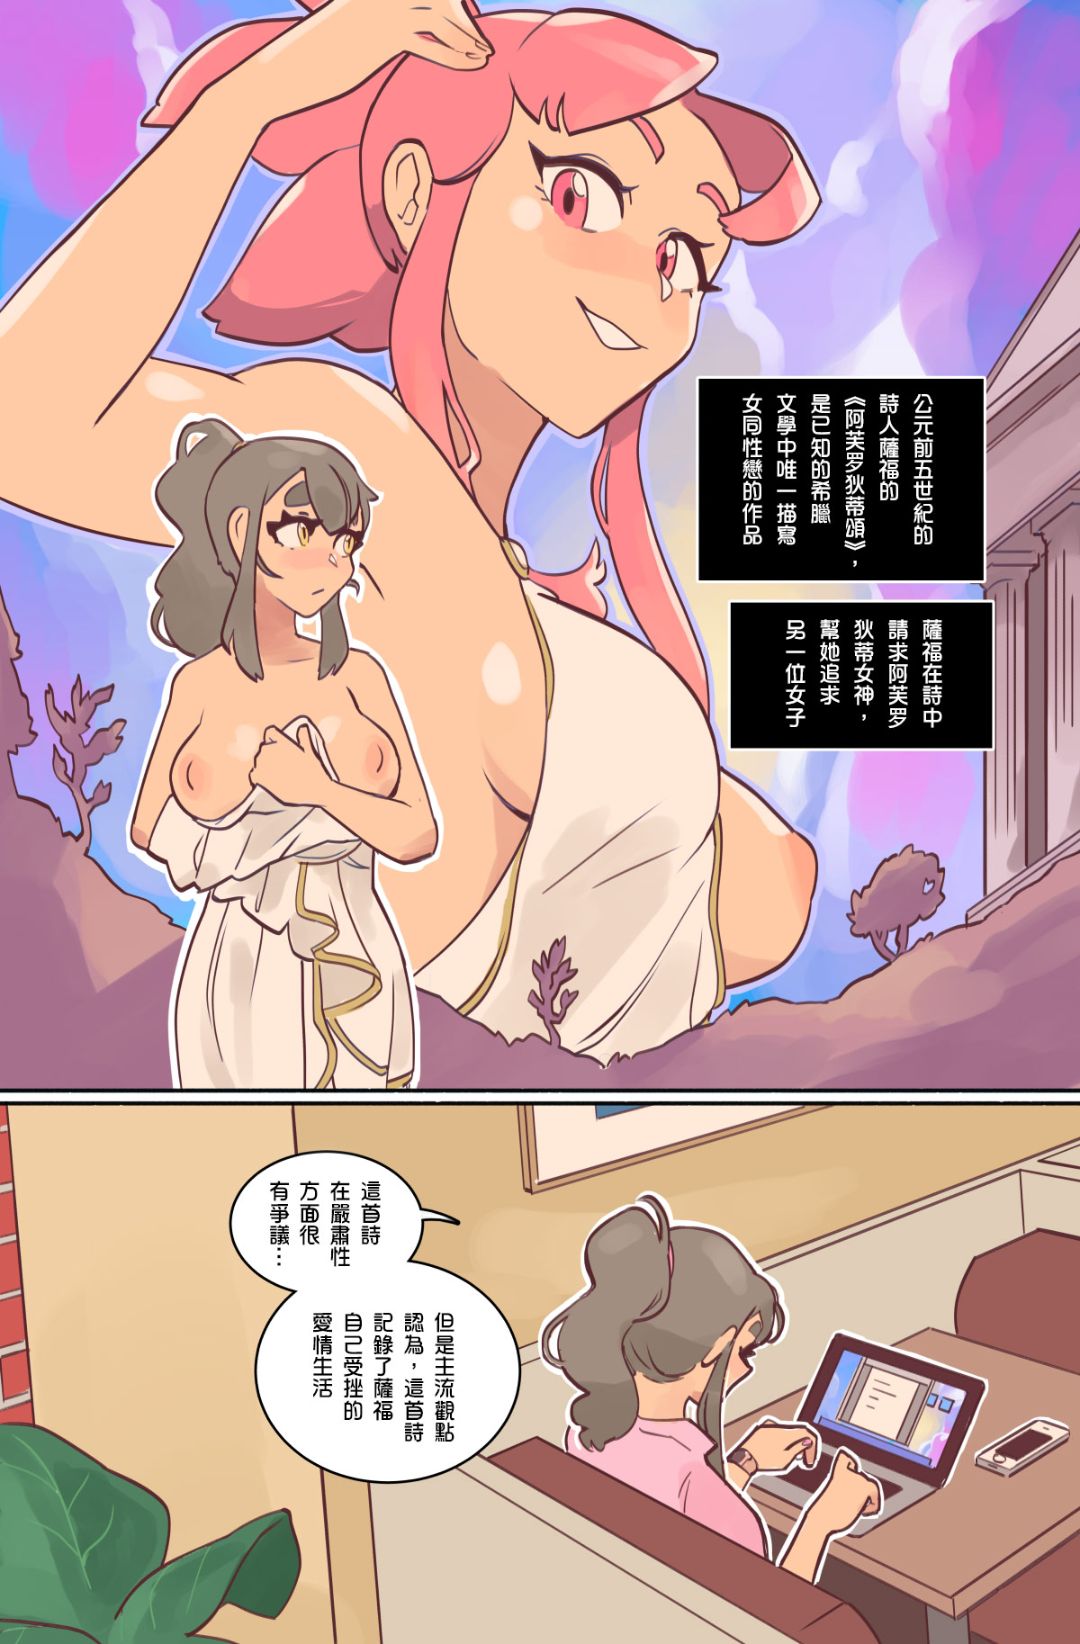 公元前五世紀的
詩人薩福的
《阿芙罗狄蒂頌》，
是已知的希臘
文學中唯一描寫
女同性戀的作品
薩福在詩中
請求阿芙罗
狄蒂女神，
幫她追求
另一位女子
這首詩
在嚴肅性
方面很
有爭議…
但是主流觀點
認為，這首詩
記錄了薩福
自己受挫的
愛情生活